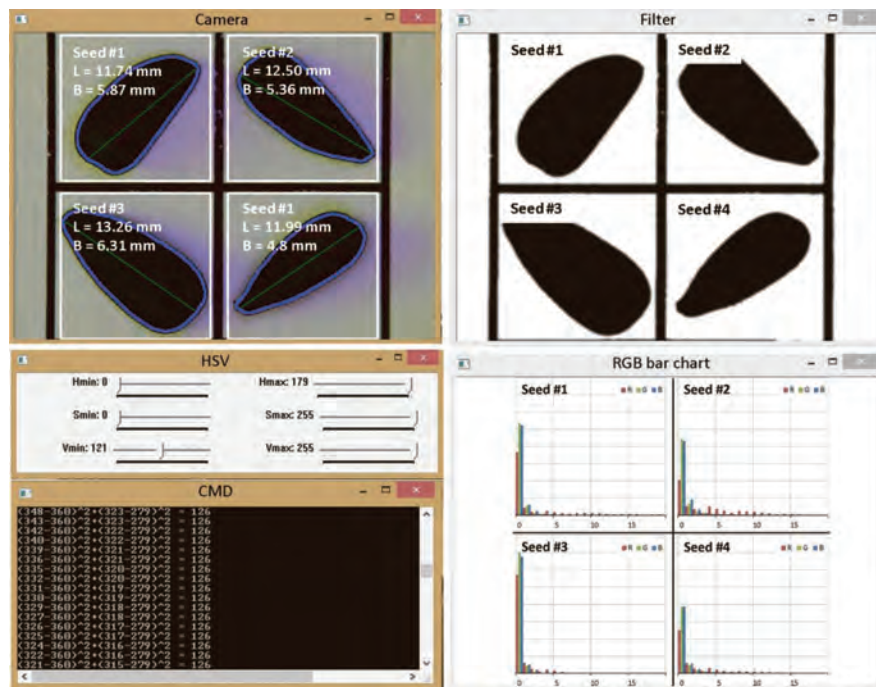 Camera
Seed #1
L = 11.74 mm
B = 5.87 mm
Seed #2
L = 12.50 mm
B = 5.36 mm
Seed #3
L = 13.26 mm
B = 6.31 mm
Seed #1
L = 11.99 mm
B = 4.8 mm
Filter
Seed #1
Seed #2
Seed #3
Seed #4
HSV
Hmin: 0
Hmax: 179
Smin: 0
Smax: 255
Vmin: 121
Vmax: 255
CMD
(348-360)^2+(323-279)^2 = 126
(343-360)^2+(323-279)^2 = 126
(342-360)^2+(322-279)^2 = 126
(340-360)^2+(322-279)^2 = 126
(339-360)^2+(321-279)^2 = 126
(336-360)^2+(321-279)^2 = 126
(335-360)^2+(320-279)^2 = 126
(332-360)^2+(320-279)^2 = 126
(331-360)^2+(319-279)^2 = 126
(330-360)^2+(319-279)^2 = 126
(329-360)^2+(318-279)^2 = 126
(327-360)^2+(318-279)^2 = 126
(326-360)^2+(317-279)^2 = 126
(325-360)^2+(317-279)^2 = 126
(324-360)^2+(316-279)^2 = 126
(322-360)^2+(316-279)^2 = 126
(321-360)^2+(315-279)^2 = 126
RGB bar chart
Seed #1
R G B
0 5 10 15
Seed #2
R G B
0 5 10 15
Seed #3
R G B
0 5 10 15
Seed #4
R G B
0 5 10 15